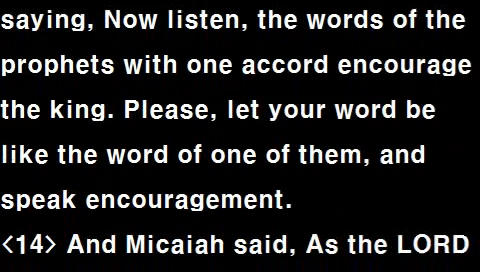 saying, Now listen, the words of the
prophets with one accord encourage
the king. Please, let your word be
like the word of one of them, and
speak encouragement.
<14> And Micaiah said, As the LORD